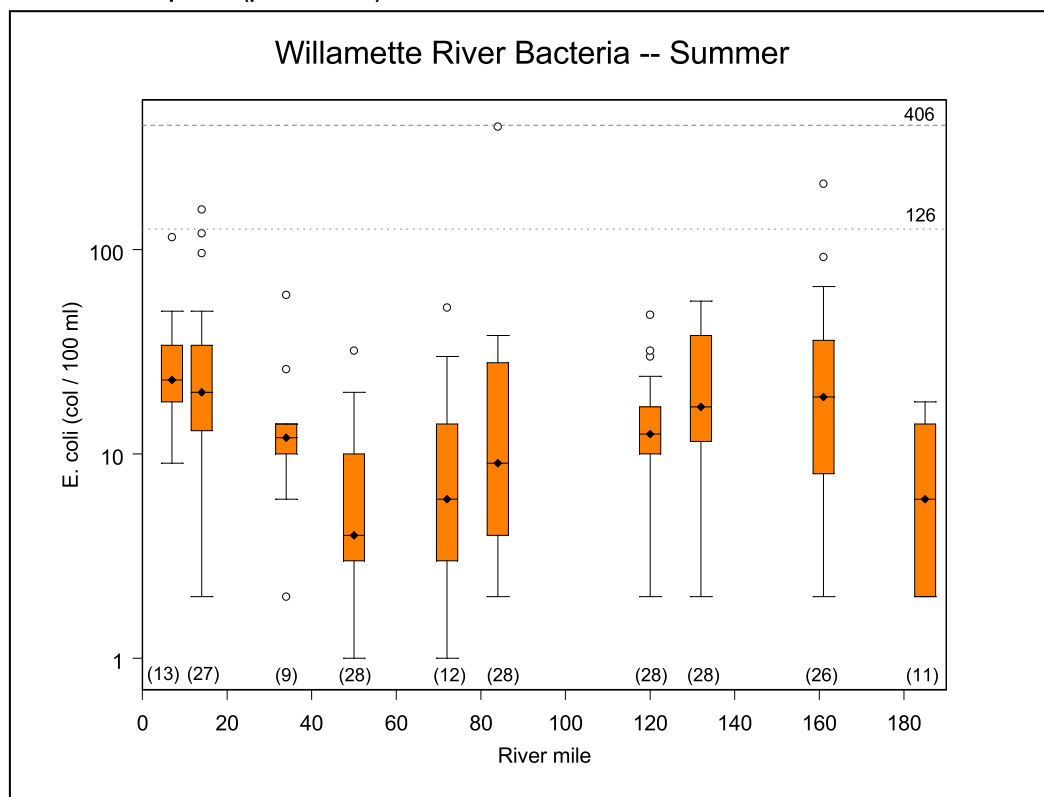 Willamette River Bacteria -- Summer
406
126
100
10
1
E. coli (col / 100 ml)
(13) (27) (9) (28) (12) (28) (28) (28) (26) (11)
0 20 40 60 80 100 120 140 160 180
River mile